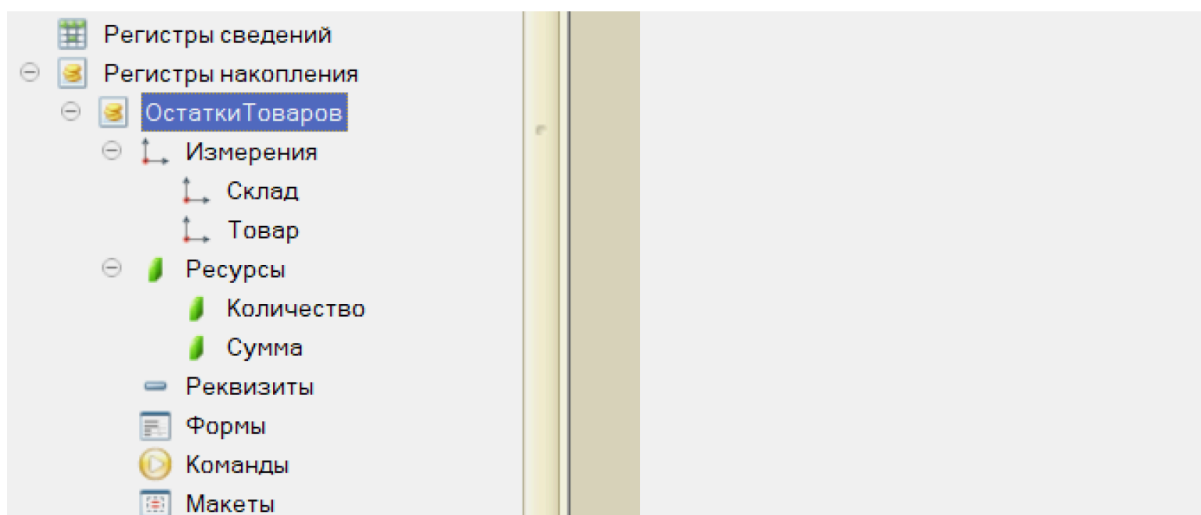 Регистры сведений
Регистры накопления
ОстаткиТоваров
Измерения
Склад
Товар
Ресурсы
Количество
Сумма
Реквизиты
Формы
Команды
Макеты